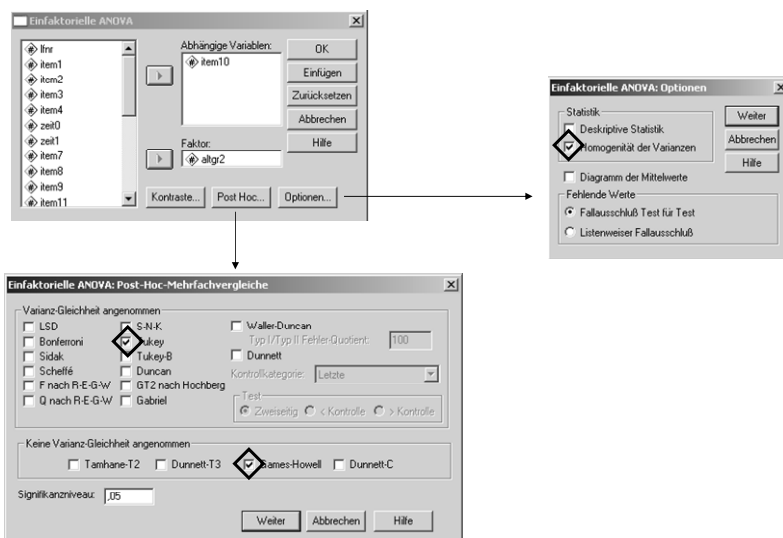 Einfaktorielle ANOVA
lfnr
item1
item2
item3
item4
zeit0
zeit1
item7
item8
item9
item11
Abhängige Variablen:
item10
Faktor:
altgr2
OK
Einfügen
Zurücksetzen
Abbrechen
Hilfe
Kontraste...
Post Hoc...
Optionen...
Einfaktorielle ANOVA: Optionen
Statistik
Deskriptive Statistik
Homogenität der Varianzen
Diagramm der Mittelwerte
Fehlende Werte
Fallausschluß Test für Test
Listenweiser Fallausschluß
Weiter
Abbrechen
Hilfe
Einfaktorielle ANOVA: Post-Hoc-Mehrfachvergleiche
Varianz-Gleichheit angenommen
LSD
Bonferroni
Sidak
Scheffé
F nach R-E-G-W
Q nach R-E-G-W
S-N-K
Tukey
Tukey-B
Duncan
GT2 nach Hochberg
Gabriel
Waller-Duncan
Typ I/Typ II Fehler-Quotient: 100
Dunnett
Kontrollkategorie: Letzte
Test
Zweiseitig < Kontrolle > Kontrolle
Keine Varianz-Gleichheit angenommen
Tamhane-T2 Dunnett-T3 Games-Howell Dunnett-C
Signifikanzniveau: ,05
Weiter Abbrechen Hilfe